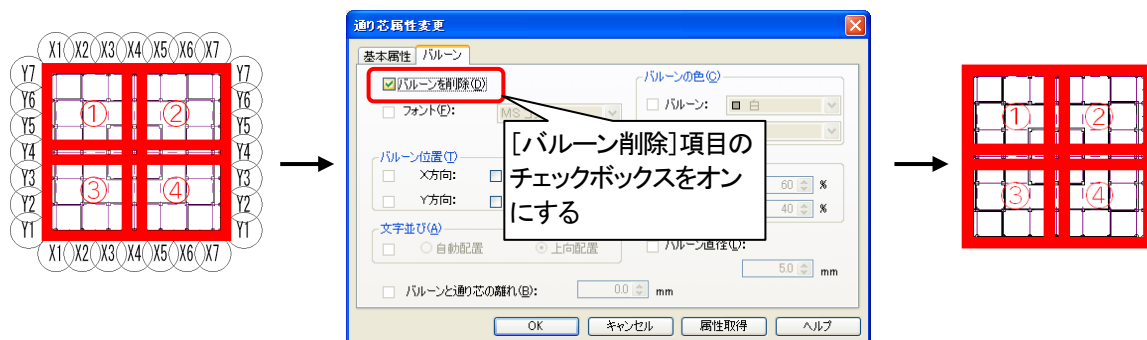 X1 X2 X3 X4 X5 X6 X7
Y7 Y7
Y6 Y6
Y5 Y5
Y4 Y4
Y3 Y3
Y2 Y2
Y1 Y1
X1 X2 X3 X4 X5 X6 X7
① ②
③ ④
通り芯属性変更
基本属性 バルーン
バルーンを削除(D)
フォント(F):
バルーンの色(C)
バルーン: 白
[バルーン削除]項目の
チェックボックスをオン
にする
バルーン位置(T)
X方向:
Y方向:
60 %
40 %
文字並び(A)
自動配置 上向配置
バルーン直径(L):
5.0 mm
バルーンと通り芯の離れ(B): 0.0 mm
OK キャンセル 属性取得 ヘルプ
① ②
③ ④